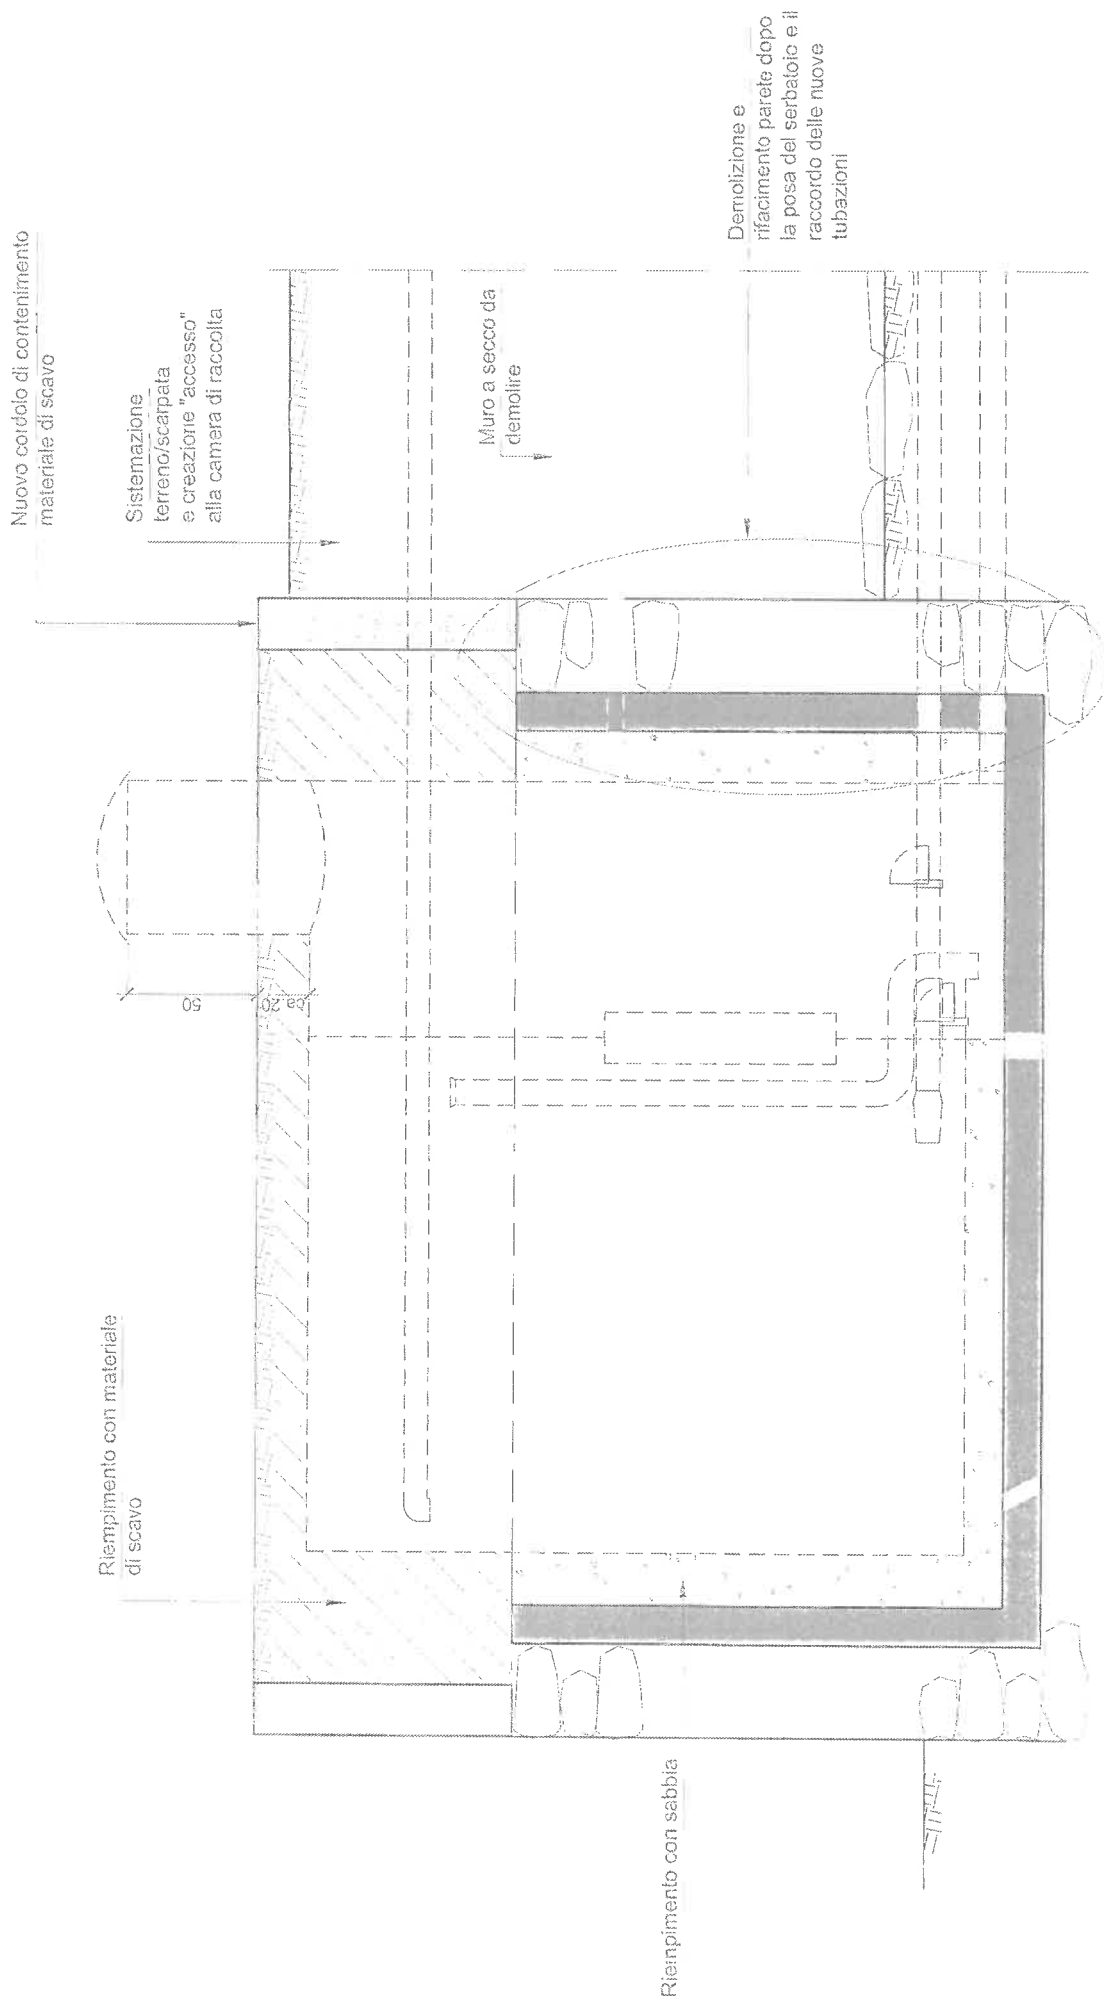 Nuovo cordolo di contenimento
materiale di scavo
Sistemazione
terreno/scarpata
e creazione "accesso"
alla camera di raccolta
Muro a secco da
demolire
Demolizione e
rifacimento parete dopo
la posa del serbatoio e il
raccordo delle nuove
tubazioni
Riempimento con materiale
di scavo
50
ca.20
Riempimento con sabbia